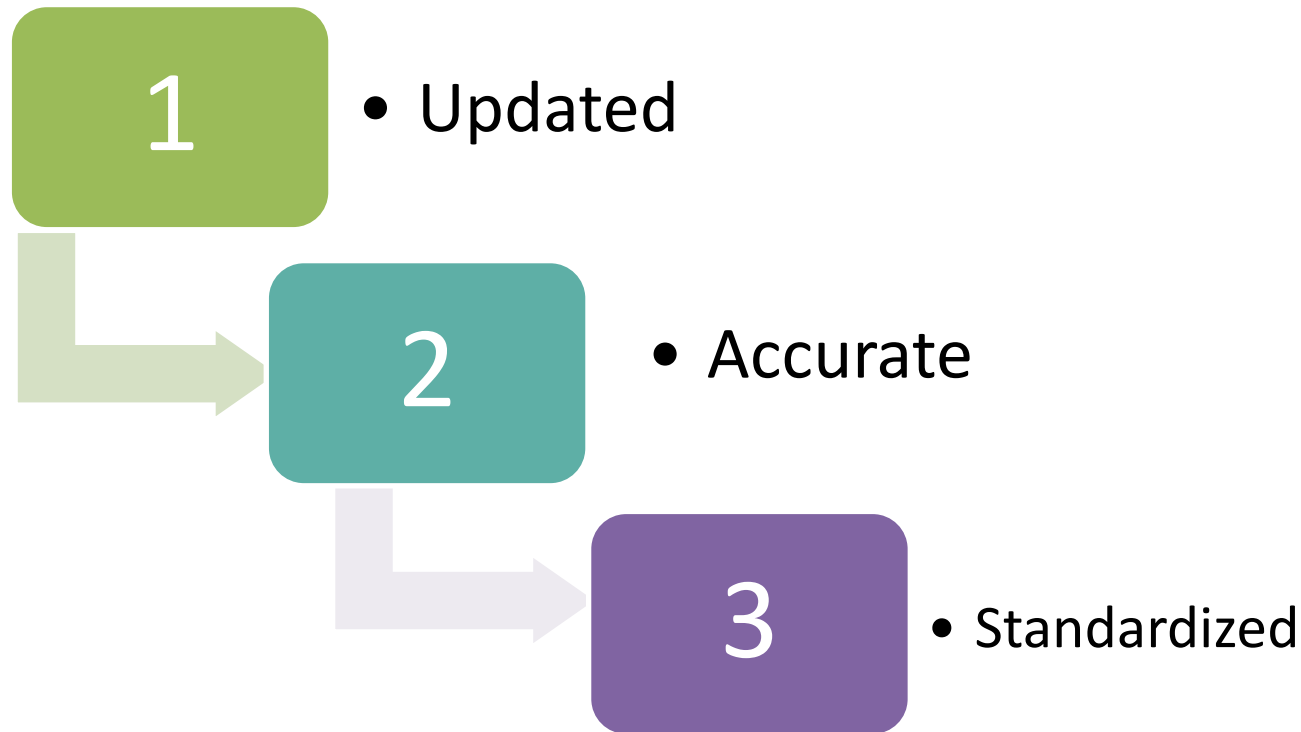 1
• Updated
2
• Accurate
3
• Standardized